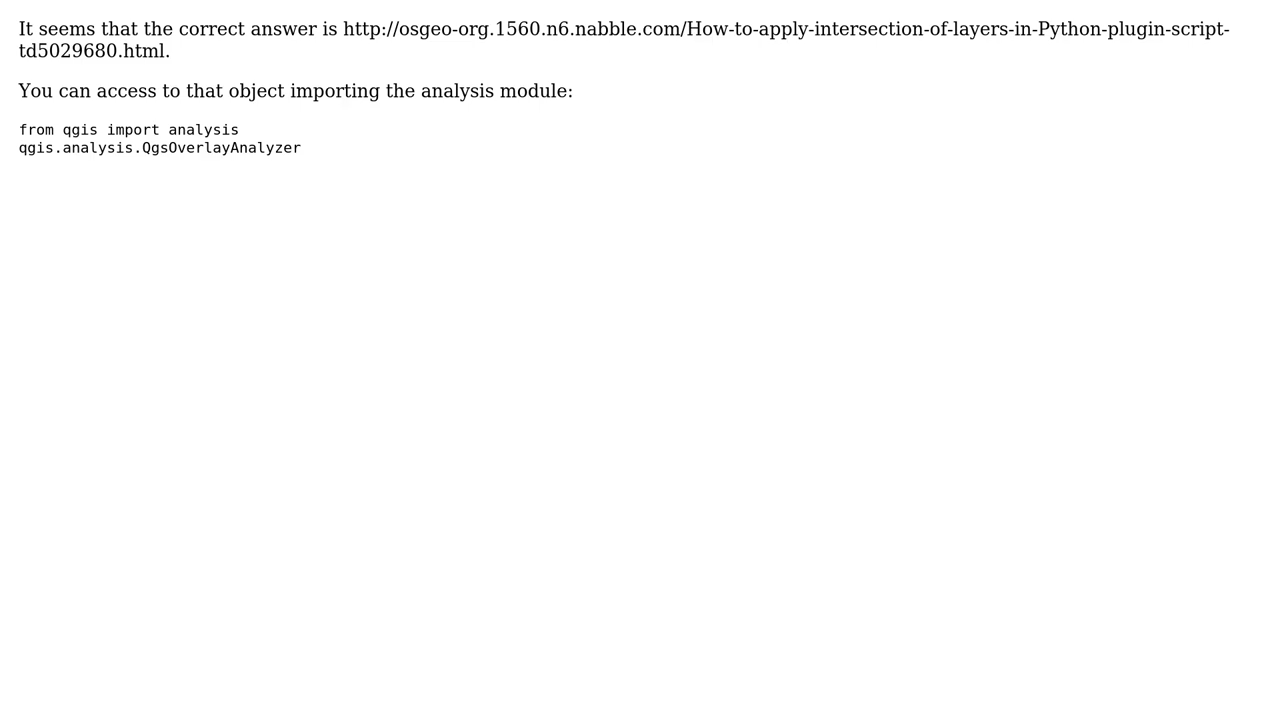 It seems that the correct answer is http://osgeo-org.1560.n6.nabble.com/How-to-apply-intersection-of-layers-in-Python-plugin-script-
td5029680.html.
You can access to that object importing the analysis module:
from qgis import analysis
qgis.analysis.QgsOverlayAnalyzer